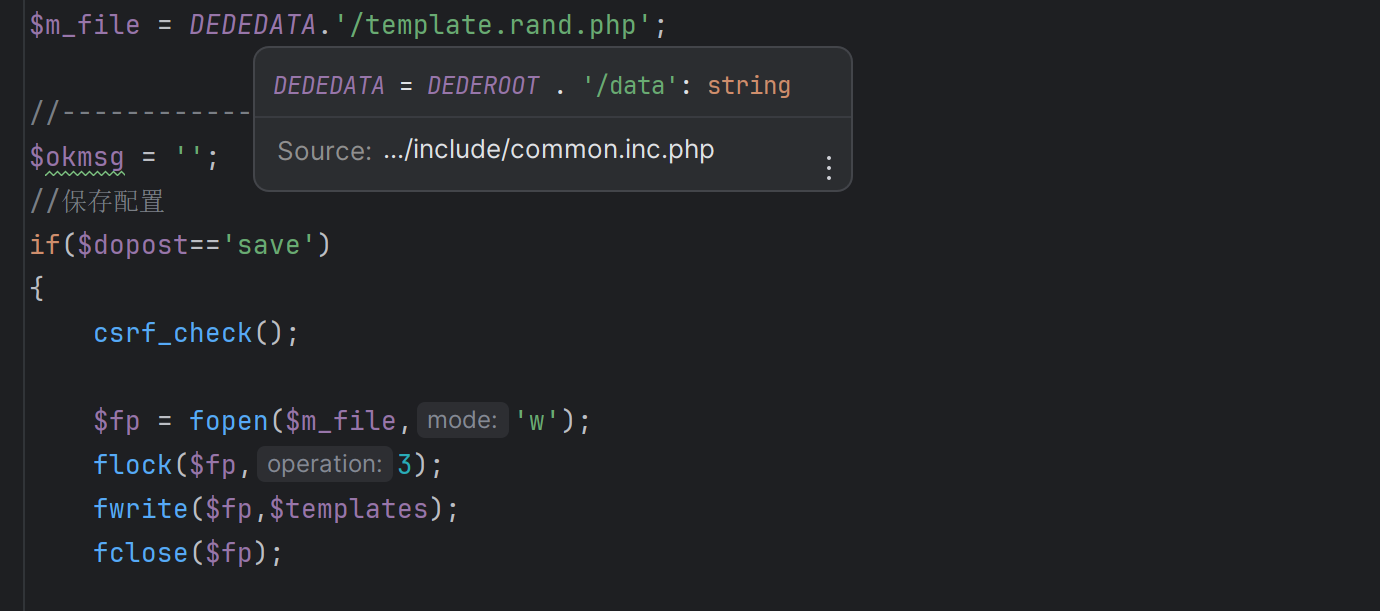 $m_file = DEDEDATA.'/template.rand.php';
DEDEDATA = DEDEROOT . '/data': string
//------------
$okmsg = '';
Source: .../include/common.inc.php
//保存配置
if($dopost=='save')
{
csrf_check();
$fp = fopen($m_file, mode: 'w');
flock($fp, operation: 3);
fwrite($fp,$templates);
fclose($fp);